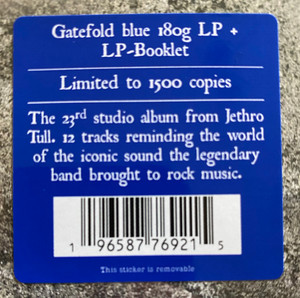 Gatefold blue 180g LP +
LP-Booklet
Limited to 1500 copies
The 23rd studio album from Jethro
Tull. 12 tracks reminding the world
of the iconic sound the legendary
band brought to rock music.
1 96587 76921 5
This sticker is removable